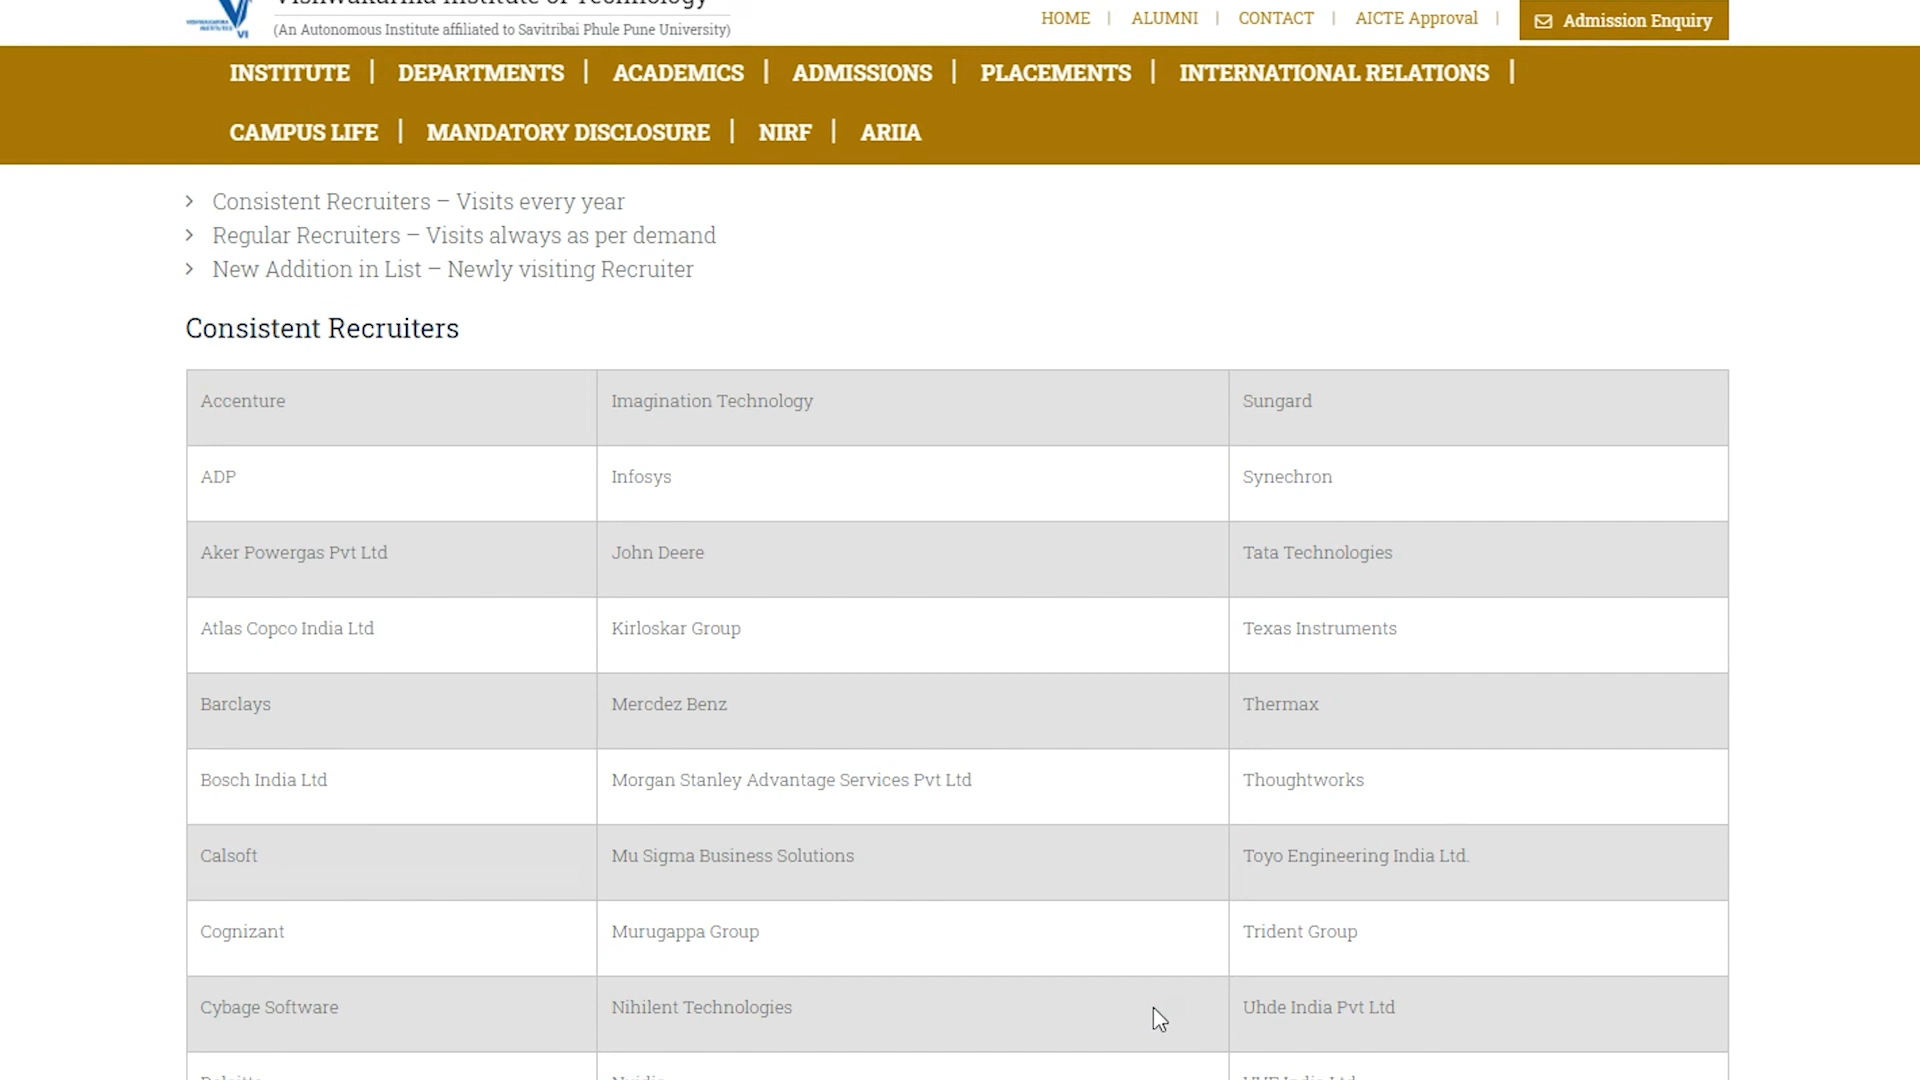 Vishwakarma Institute of Technology
(An Autonomous Institute affiliated to Savitribai Phule Pune University)
HOME | ALUMNI | CONTACT | AICTE Approval |
Admission Enquiry
INSTITUTE | DEPARTMENTS | ACADEMICS | ADMISSIONS | PLACEMENTS | INTERNATIONAL RELATIONS |
CAMPUS LIFE | MANDATORY DISCLOSURE | NIRF | ARIIA
Consistent Recruiters – Visits every year
Regular Recruiters – Visits always as per demand
New Addition in List – Newly visiting Recruiter
Consistent Recruiters
Accenture Imagination Technology Sungard
ADP Infosys Synechron
Aker Powergas Pvt Ltd John Deere Tata Technologies
Atlas Copco India Ltd Kirloskar Group Texas Instruments
Barclays Mercdez Benz Thermax
Bosch India Ltd Morgan Stanley Advantage Services Pvt Ltd Thoughtworks
Calsoft Mu Sigma Business Solutions Toyo Engineering India Ltd.
Cognizant Murugappa Group Trident Group
Cybage Software Nihilent Technologies Uhde India Pvt Ltd